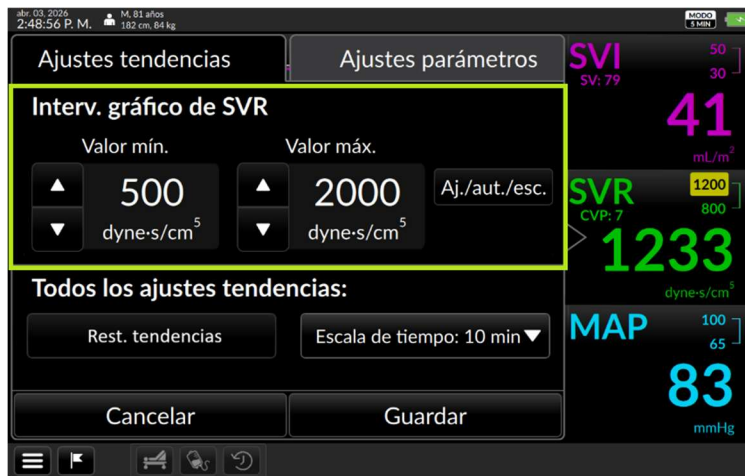 abr. 03, 2026
2:48:56 P. M.
M, 81 años
182 cm, 84 kg
MODO
5 MIN
Ajustes tendencias
Ajustes parámetros
Interv. gráfico de SVR
Valor mín.
Valor máx.
500
dyne·s/cm⁵
2000
dyne·s/cm⁵
Aj./aut./esc.
Todos los ajustes tendencias:
Rest. tendencias
Escala de tiempo: 10 min
Cancelar
Guardar
SVI
SV: 79
50
30
41
mL/m²
SVR
CVP: 7
1200
800
1233
dyne·s/cm⁵
MAP
100
65
83
mmHg